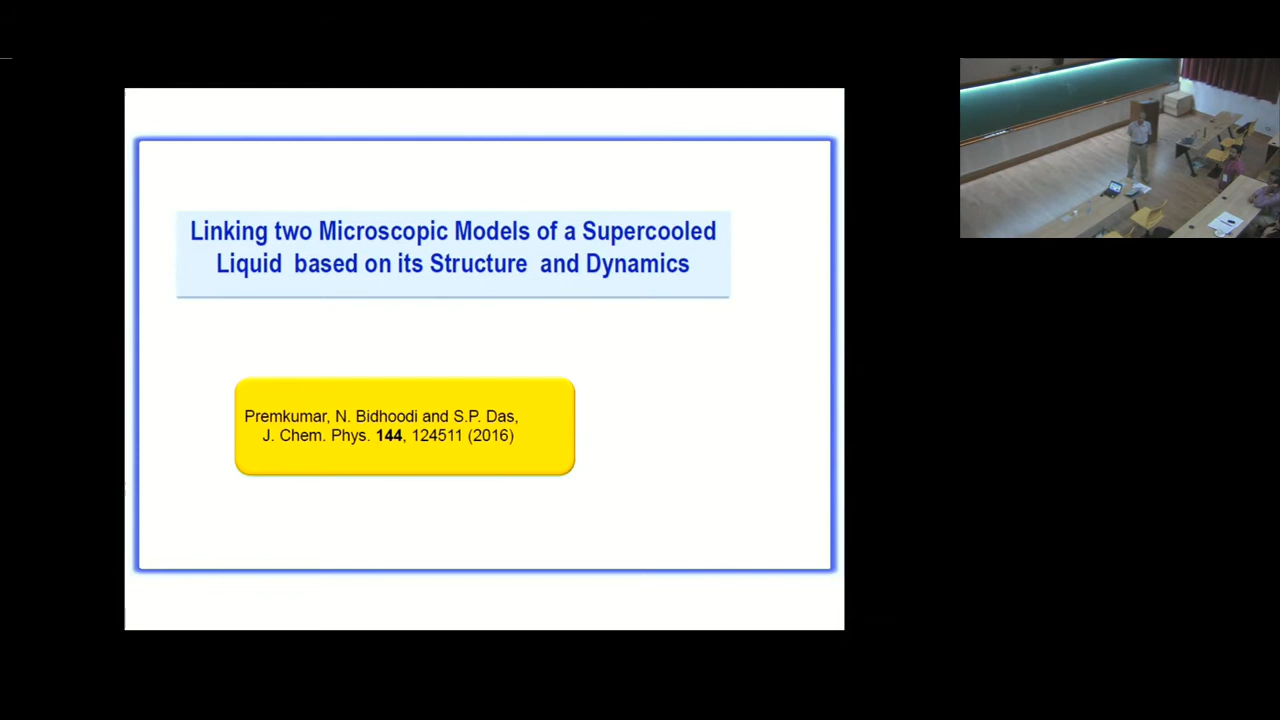 Linking two Microscopic Models of a Supercooled
Liquid based on its Structure and Dynamics
Premkumar, N. Bidhoodi and S.P. Das,
J. Chem. Phys. 144, 124511 (2016)